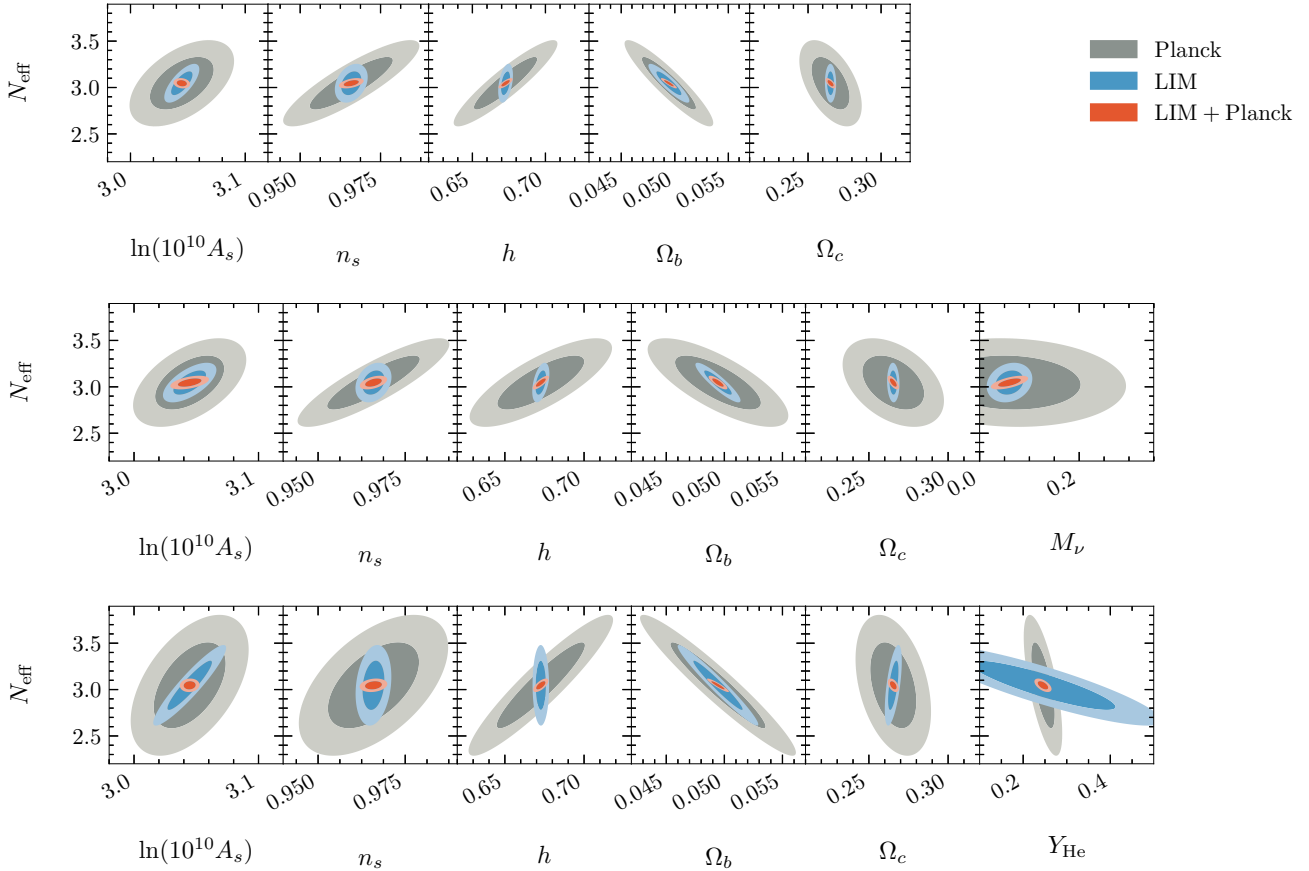 Planck
LIM
LIM + Planck
3.5
3.0
2.5
N_eff
3.0 3.1 0.950 0.975 0.65 0.70 0.045 0.050 0.055 0.25 0.30
ln(10^10 A_s) n_s h Ω_b Ω_c
3.5
3.0
2.5
N_eff
3.0 3.1 0.950 0.975 0.65 0.70 0.045 0.050 0.055 0.25 0.30 0.0 0.2
ln(10^10 A_s) n_s h Ω_b Ω_c M_ν
3.5
3.0
2.5
N_eff
3.0 3.1 0.950 0.975 0.65 0.70 0.045 0.050 0.055 0.25 0.30 0.2 0.4
ln(10^10 A_s) n_s h Ω_b Ω_c Y_He